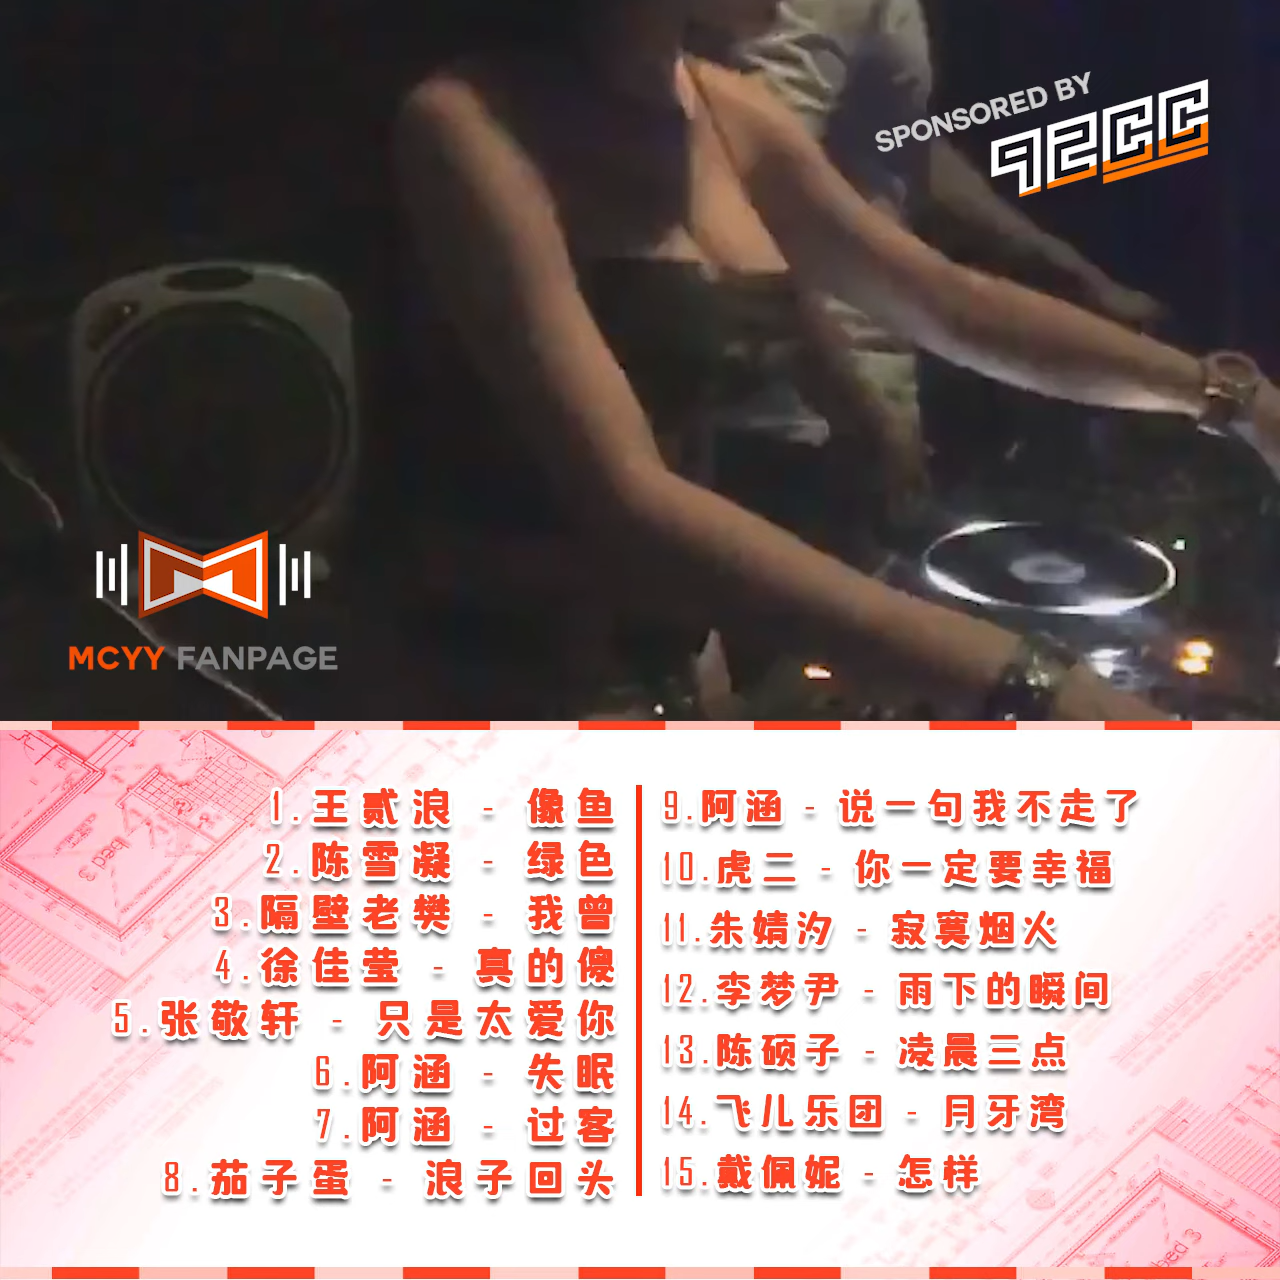 SPONSORED BY
92CC
MCYY FANPAGE
1.王贰浪 - 像鱼
2.陈雪凝 - 绿色
3.隔壁老樊 - 我曾
4.徐佳莹 - 真的傻
5.张敬轩 - 只是太爱你
6.阿涵 - 失眠
7.阿涵 - 过客
8.茄子蛋 - 浪子回头
9.阿涵 - 说一句我不走了
10.虎二 - 你一定要幸福
11.朱婧汐 - 寂寞烟火
12.李梦尹 - 雨下的瞬间
13.陈硕子 - 凌晨三点
14.飞儿乐团 - 月牙湾
15.戴佩妮 - 怎样